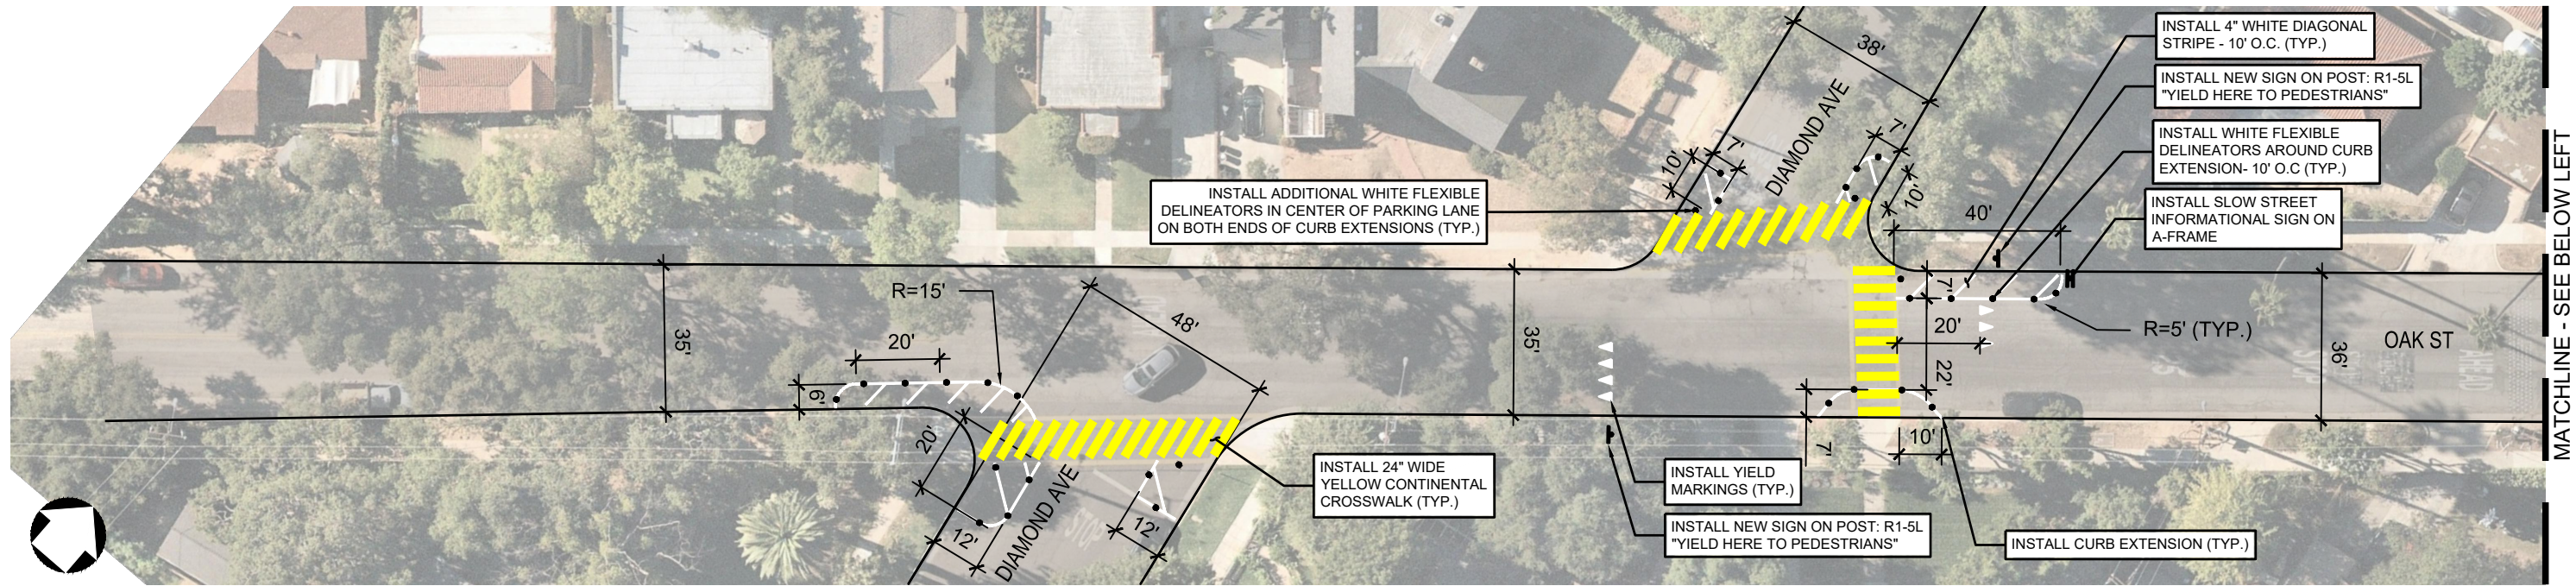 INSTALL 4" WHITE DIAGONAL
STRIPE - 10' O.C. (TYP.)
INSTALL NEW SIGN ON POST: R1-5L
"YIELD HERE TO PEDESTRIANS"
INSTALL WHITE FLEXIBLE
DELINEATORS AROUND CURB
EXTENSION- 10' O.C (TYP.)
INSTALL SLOW STREET
INFORMATIONAL SIGN ON
A-FRAME
INSTALL ADDITIONAL WHITE FLEXIBLE
DELINEATORS IN CENTER OF PARKING LANE
ON BOTH ENDS OF CURB EXTENSIONS (TYP.)
38'
DIAMOND AVE
10'
7'
7'
10'
40'
7'
20'
R=5' (TYP.)
OAK ST
36'
22'
7'
10'
35'
35'
R=15'
48'
20'
6'
20'
12'
DIAMOND AVE
12'
INSTALL 24" WIDE
YELLOW CONTINENTAL
CROSSWALK (TYP.)
INSTALL YIELD
MARKINGS (TYP.)
INSTALL NEW SIGN ON POST: R1-5L
"YIELD HERE TO PEDESTRIANS"
INSTALL CURB EXTENSION (TYP.)
MATCHLINE - SEE BELOW LEFT
AHEAD
STOP